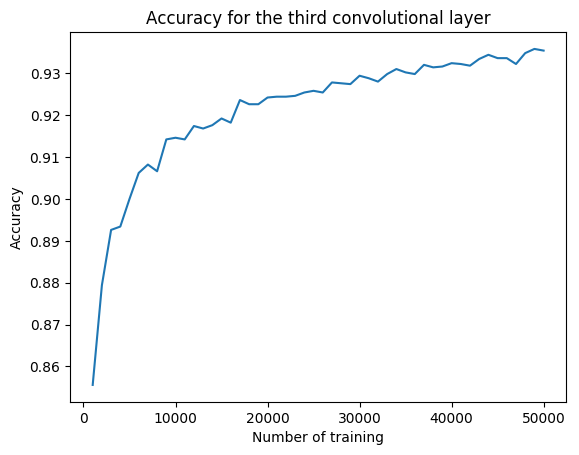 Accuracy for the third convolutional layer
0.93
0.92
0.91
0.90
0.89
0.88
0.87
0.86
Accuracy
0 10000 20000 30000 40000 50000
Number of training